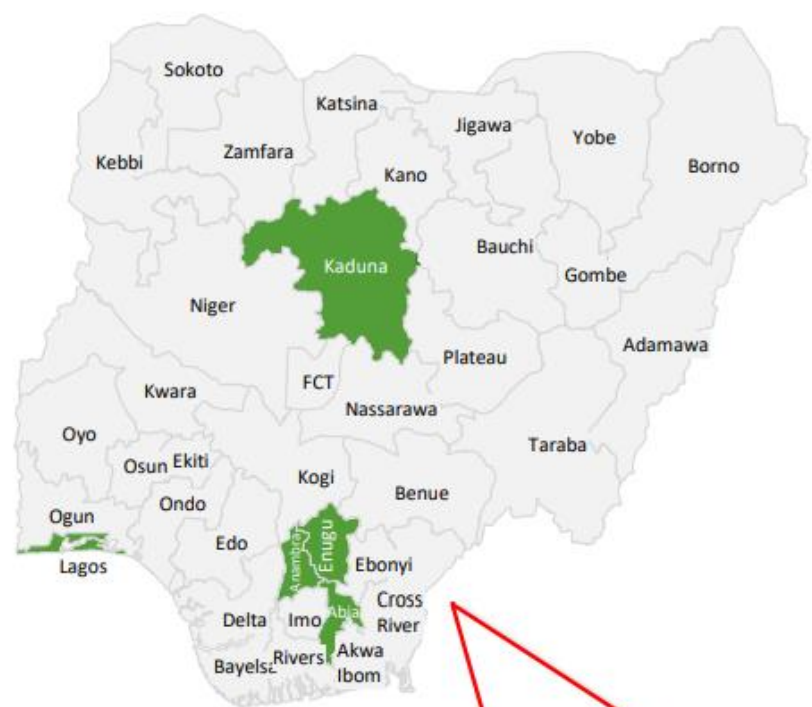 Sokoto
Katsina
Jigawa
Yobe
Kebbi
Zamfara
Borno
Kano
Kaduna
Bauchi
Gombe
Niger
Adamawa
Plateau
FCT
Kwara
Nassarawa
Oyo
Taraba
Osun
Ekiti
Kogi
Benue
Ogun
Ondo
Edo
Anambra
Enugu
Ebonyi
Lagos
Cross
River
Delta
Imo
Abia
Bayelsa
Rivers
Akwa
Ibom